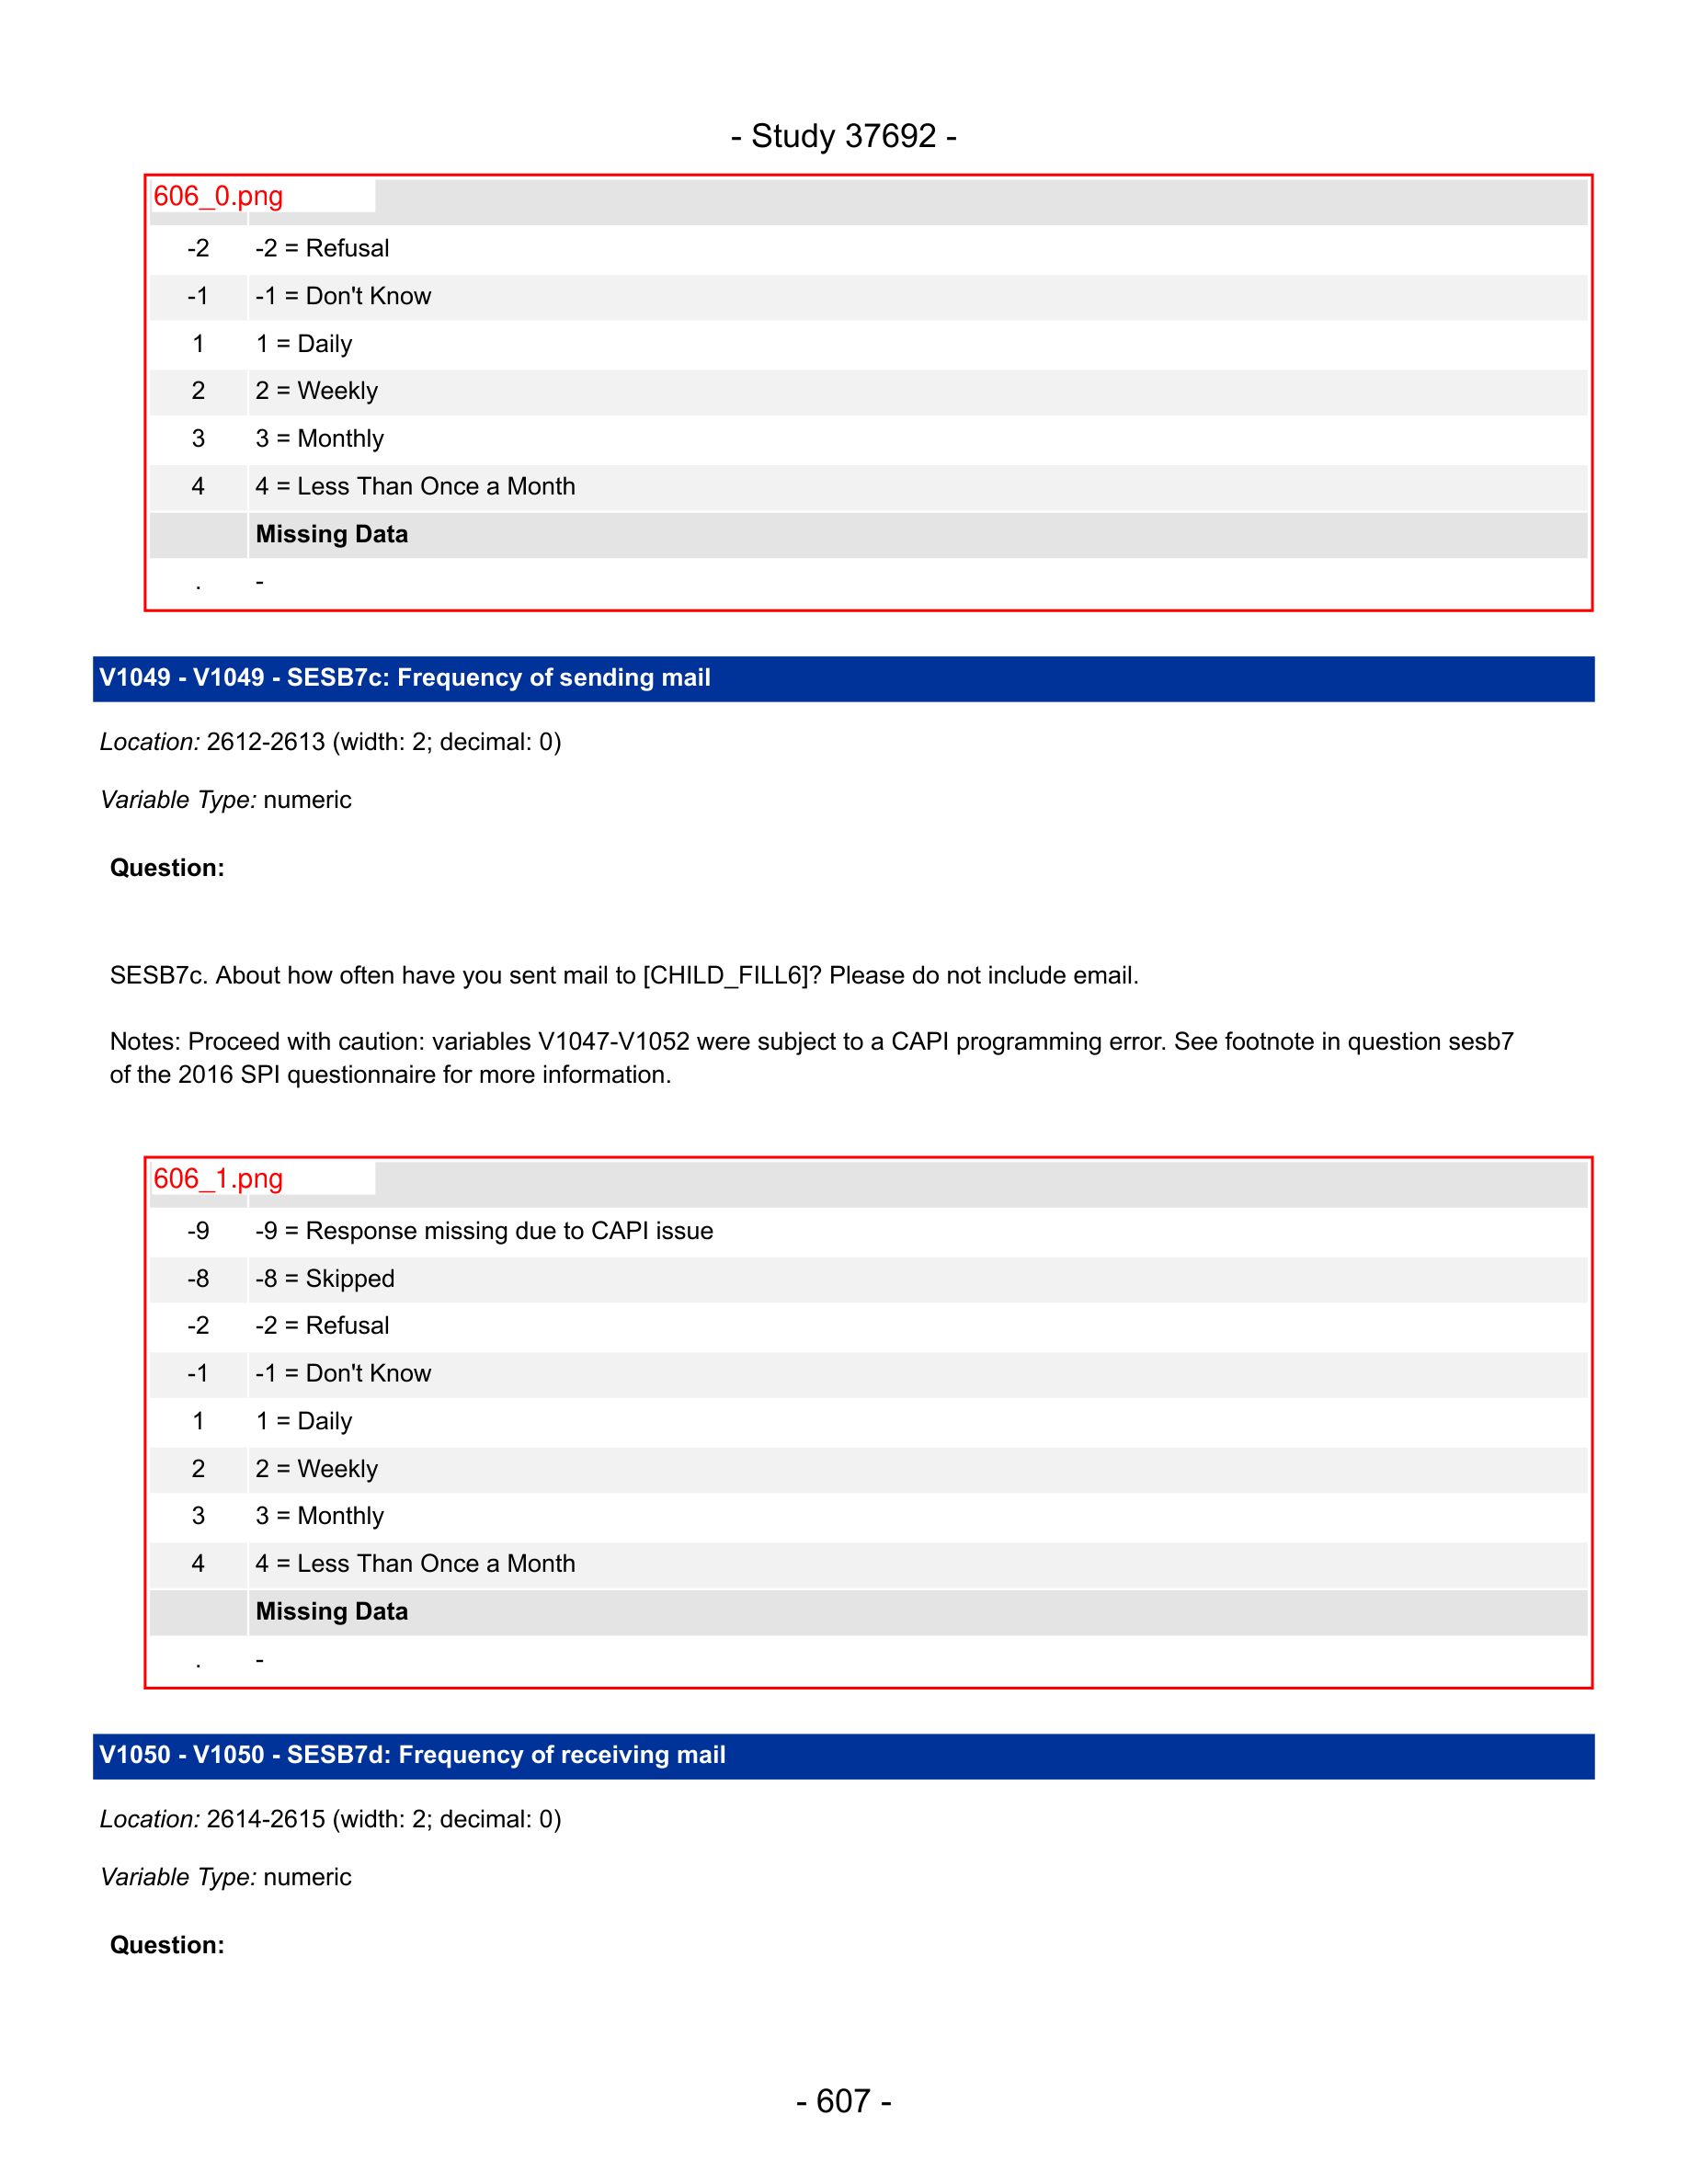 - Study 37692 -
606_0.png
-2 -2 = Refusal
-1 -1 = Don't Know
1 1 = Daily
2 2 = Weekly
3 3 = Monthly
4 4 = Less Than Once a Month
Missing Data
. -
V1049 - V1049 - SESB7c: Frequency of sending mail
Location: 2612-2613 (width: 2; decimal: 0)
Variable Type: numeric
Question:
SESB7c. About how often have you sent mail to [CHILD_FILL6]? Please do not include email.
Notes: Proceed with caution: variables V1047-V1052 were subject to a CAPI programming error. See footnote in question sesb7
of the 2016 SPI questionnaire for more information.
606_1.png
-9 -9 = Response missing due to CAPI issue
-8 -8 = Skipped
-2 -2 = Refusal
-1 -1 = Don't Know
1 1 = Daily
2 2 = Weekly
3 3 = Monthly
4 4 = Less Than Once a Month
Missing Data
. -
V1050 - V1050 - SESB7d: Frequency of receiving mail
Location: 2614-2615 (width: 2; decimal: 0)
Variable Type: numeric
Question:
- 607 -